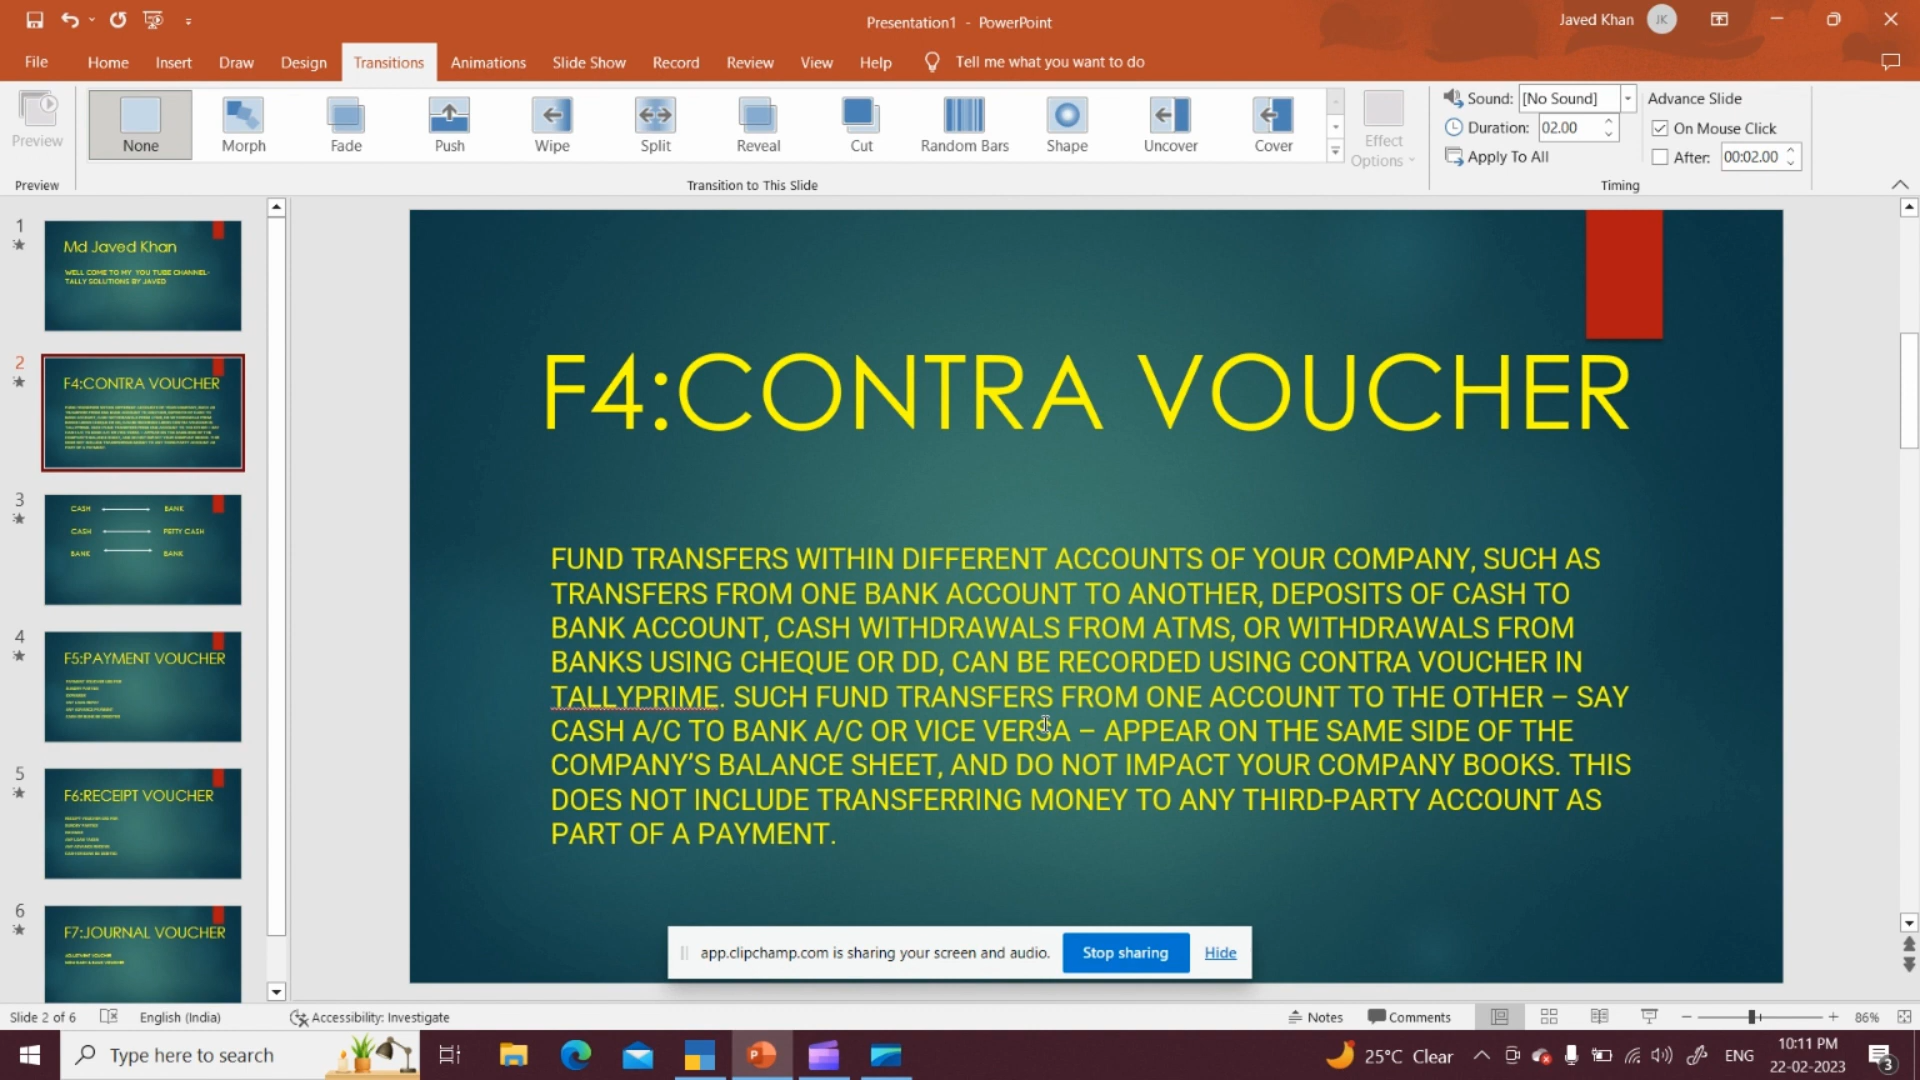 Presentation1 - PowerPoint
Javed Khan JK
File Home Insert Draw Design Transitions Animations Slide Show Record Review View Help Tell me what you want to do
Preview
None Morph Fade Push Wipe Split Reveal Cut Random Bars Shape Uncover Cover
Effect Options
Sound: [No Sound]
Duration: 02.00
Apply To All
Advance Slide
On Mouse Click
After: 00:02.00
Preview
Transition to This Slide
Timing
1
Md Javed Khan
WELL COME TO MY YOU TUBE CHANNEL-
TALLY SOLUTIONS BY JAVED
2
F4:CONTRA VOUCHER
3
CASH BANK
CASH PETTY CASH
BANK BANK
4
F5:PAYMENT VOUCHER
5
F6:RECEIPT VOUCHER
6
F7:JOURNAL VOUCHER
F4:CONTRA VOUCHER
FUND TRANSFERS WITHIN DIFFERENT ACCOUNTS OF YOUR COMPANY, SUCH AS
TRANSFERS FROM ONE BANK ACCOUNT TO ANOTHER, DEPOSITS OF CASH TO
BANK ACCOUNT, CASH WITHDRAWALS FROM ATMS, OR WITHDRAWALS FROM
BANKS USING CHEQUE OR DD, CAN BE RECORDED USING CONTRA VOUCHER IN
TALLYPRIME. SUCH FUND TRANSFERS FROM ONE ACCOUNT TO THE OTHER – SAY
CASH A/C TO BANK A/C OR VICE VERSA – APPEAR ON THE SAME SIDE OF THE
COMPANY’S BALANCE SHEET, AND DO NOT IMPACT YOUR COMPANY BOOKS. THIS
DOES NOT INCLUDE TRANSFERRING MONEY TO ANY THIRD-PARTY ACCOUNT AS
PART OF A PAYMENT.
app.clipchamp.com is sharing your screen and audio. Stop sharing Hide
Slide 2 of 6 English (India) Accessibility: Investigate Notes Comments 86%
Type here to search
25°C Clear ENG
10:11 PM
22-02-2023
3